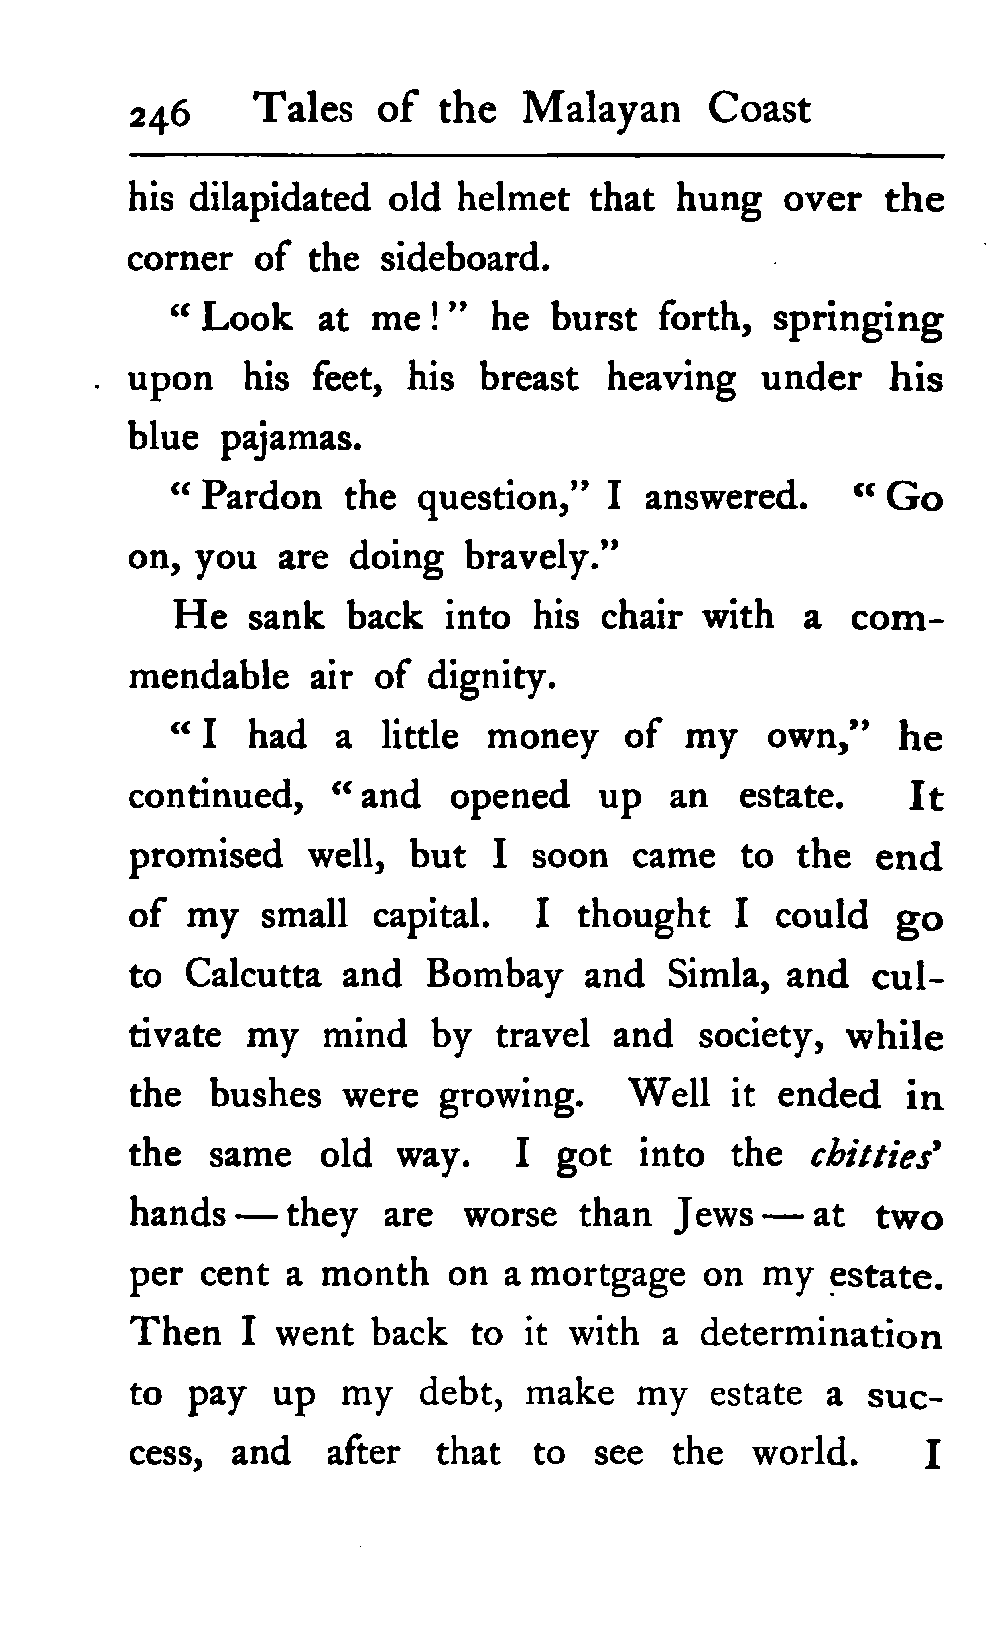 246 Tales of the Malayan Coast
his dilapidated old helmet that hung over the
corner of the sideboard.
“ Look at me ! ” he burst forth, springing
upon his feet, his breast heaving under his
blue pajamas.
“ Pardon the question,” I answered. “ Go
on, you are doing bravely.”
He sank back into his chair with a com-
mendable air of dignity.
“ I had a little money of my own,” he
continued, “ and opened up an estate. It
promised well, but I soon came to the end
of my small capital. I thought I could go
to Calcutta and Bombay and Simla, and cul-
tivate my mind by travel and society, while
the bushes were growing. Well it ended in
the same old way. I got into the chitties’
hands — they are worse than Jews — at two
per cent a month on a mortgage on my estate.
Then I went back to it with a determination
to pay up my debt, make my estate a suc-
cess, and after that to see the world. I